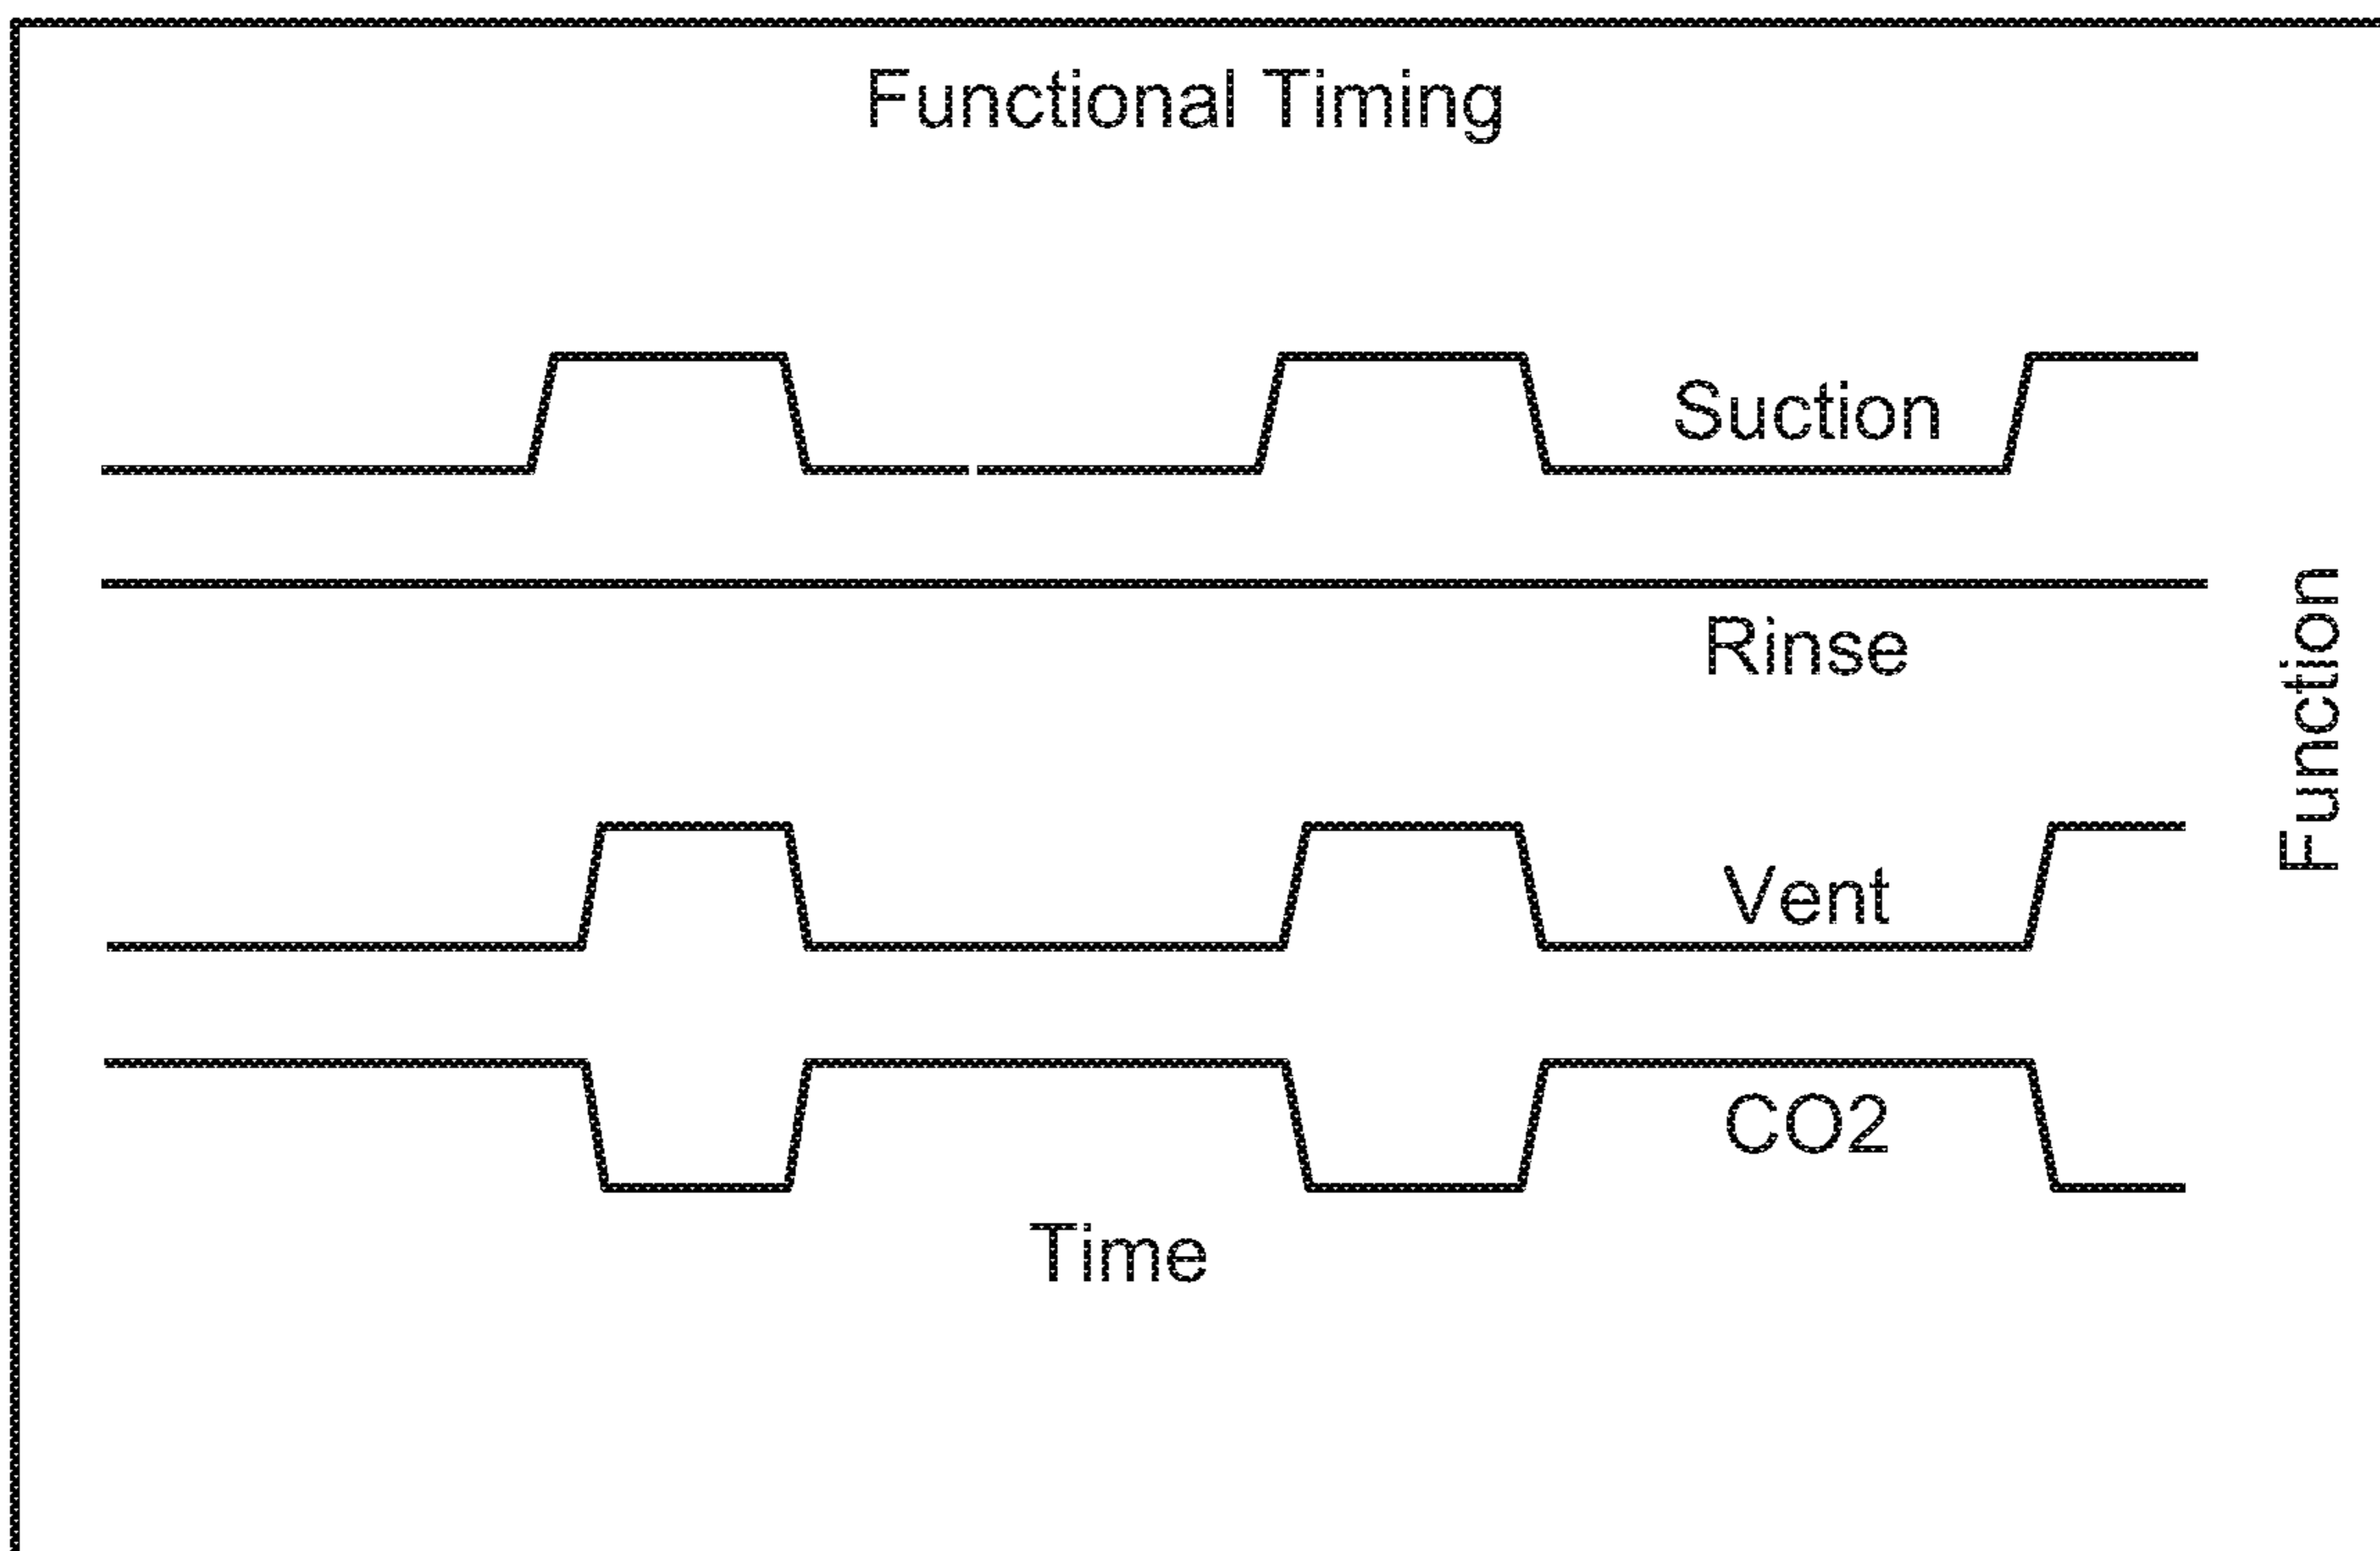 Functional Timing
Suction
Rinse
Function
Vent
CO2
Time